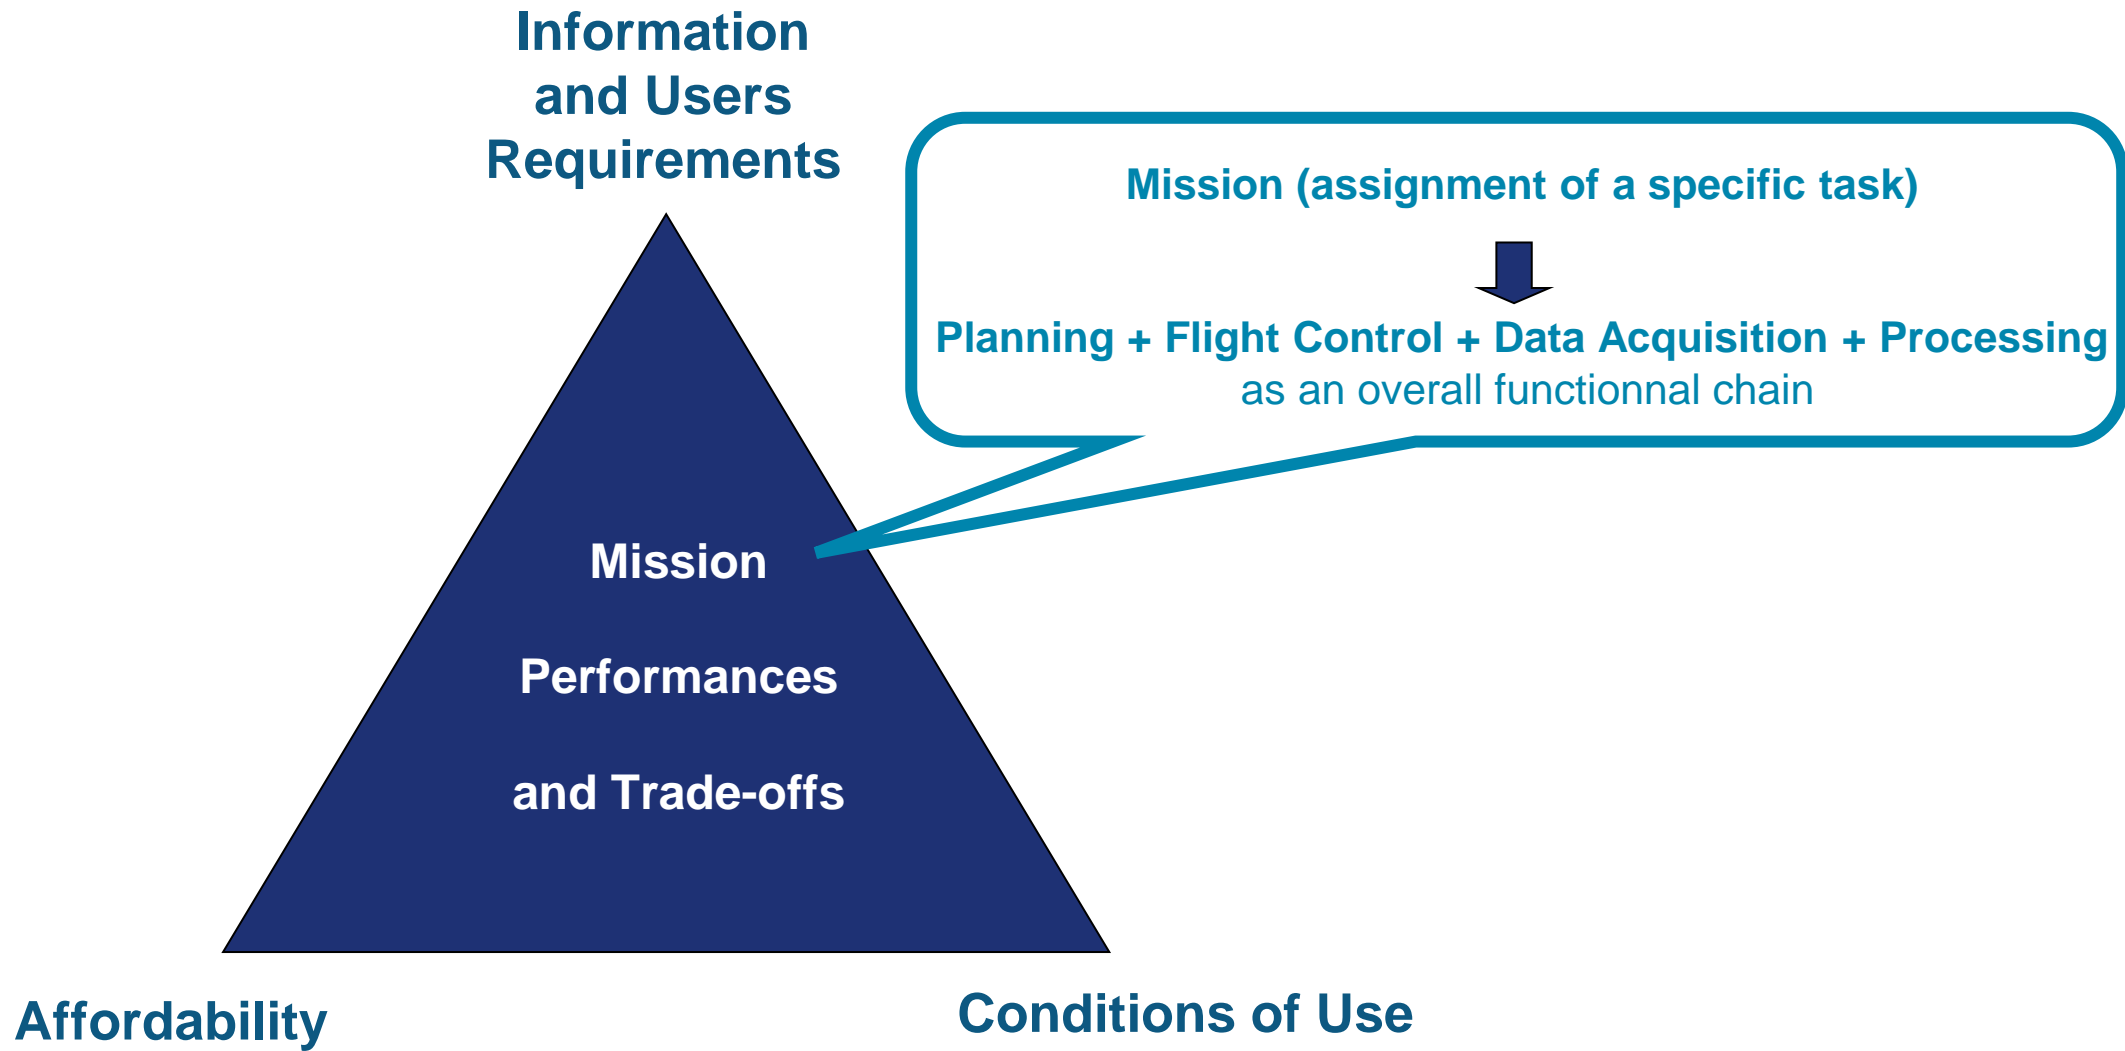 Information
and Users
Requirements
Mission (assignment of a specific task)
Planning + Flight Control + Data Acquisition + Processing
as an overall functionnal chain
Mission
Performances
and Trade-offs
Affordability
Conditions of Use